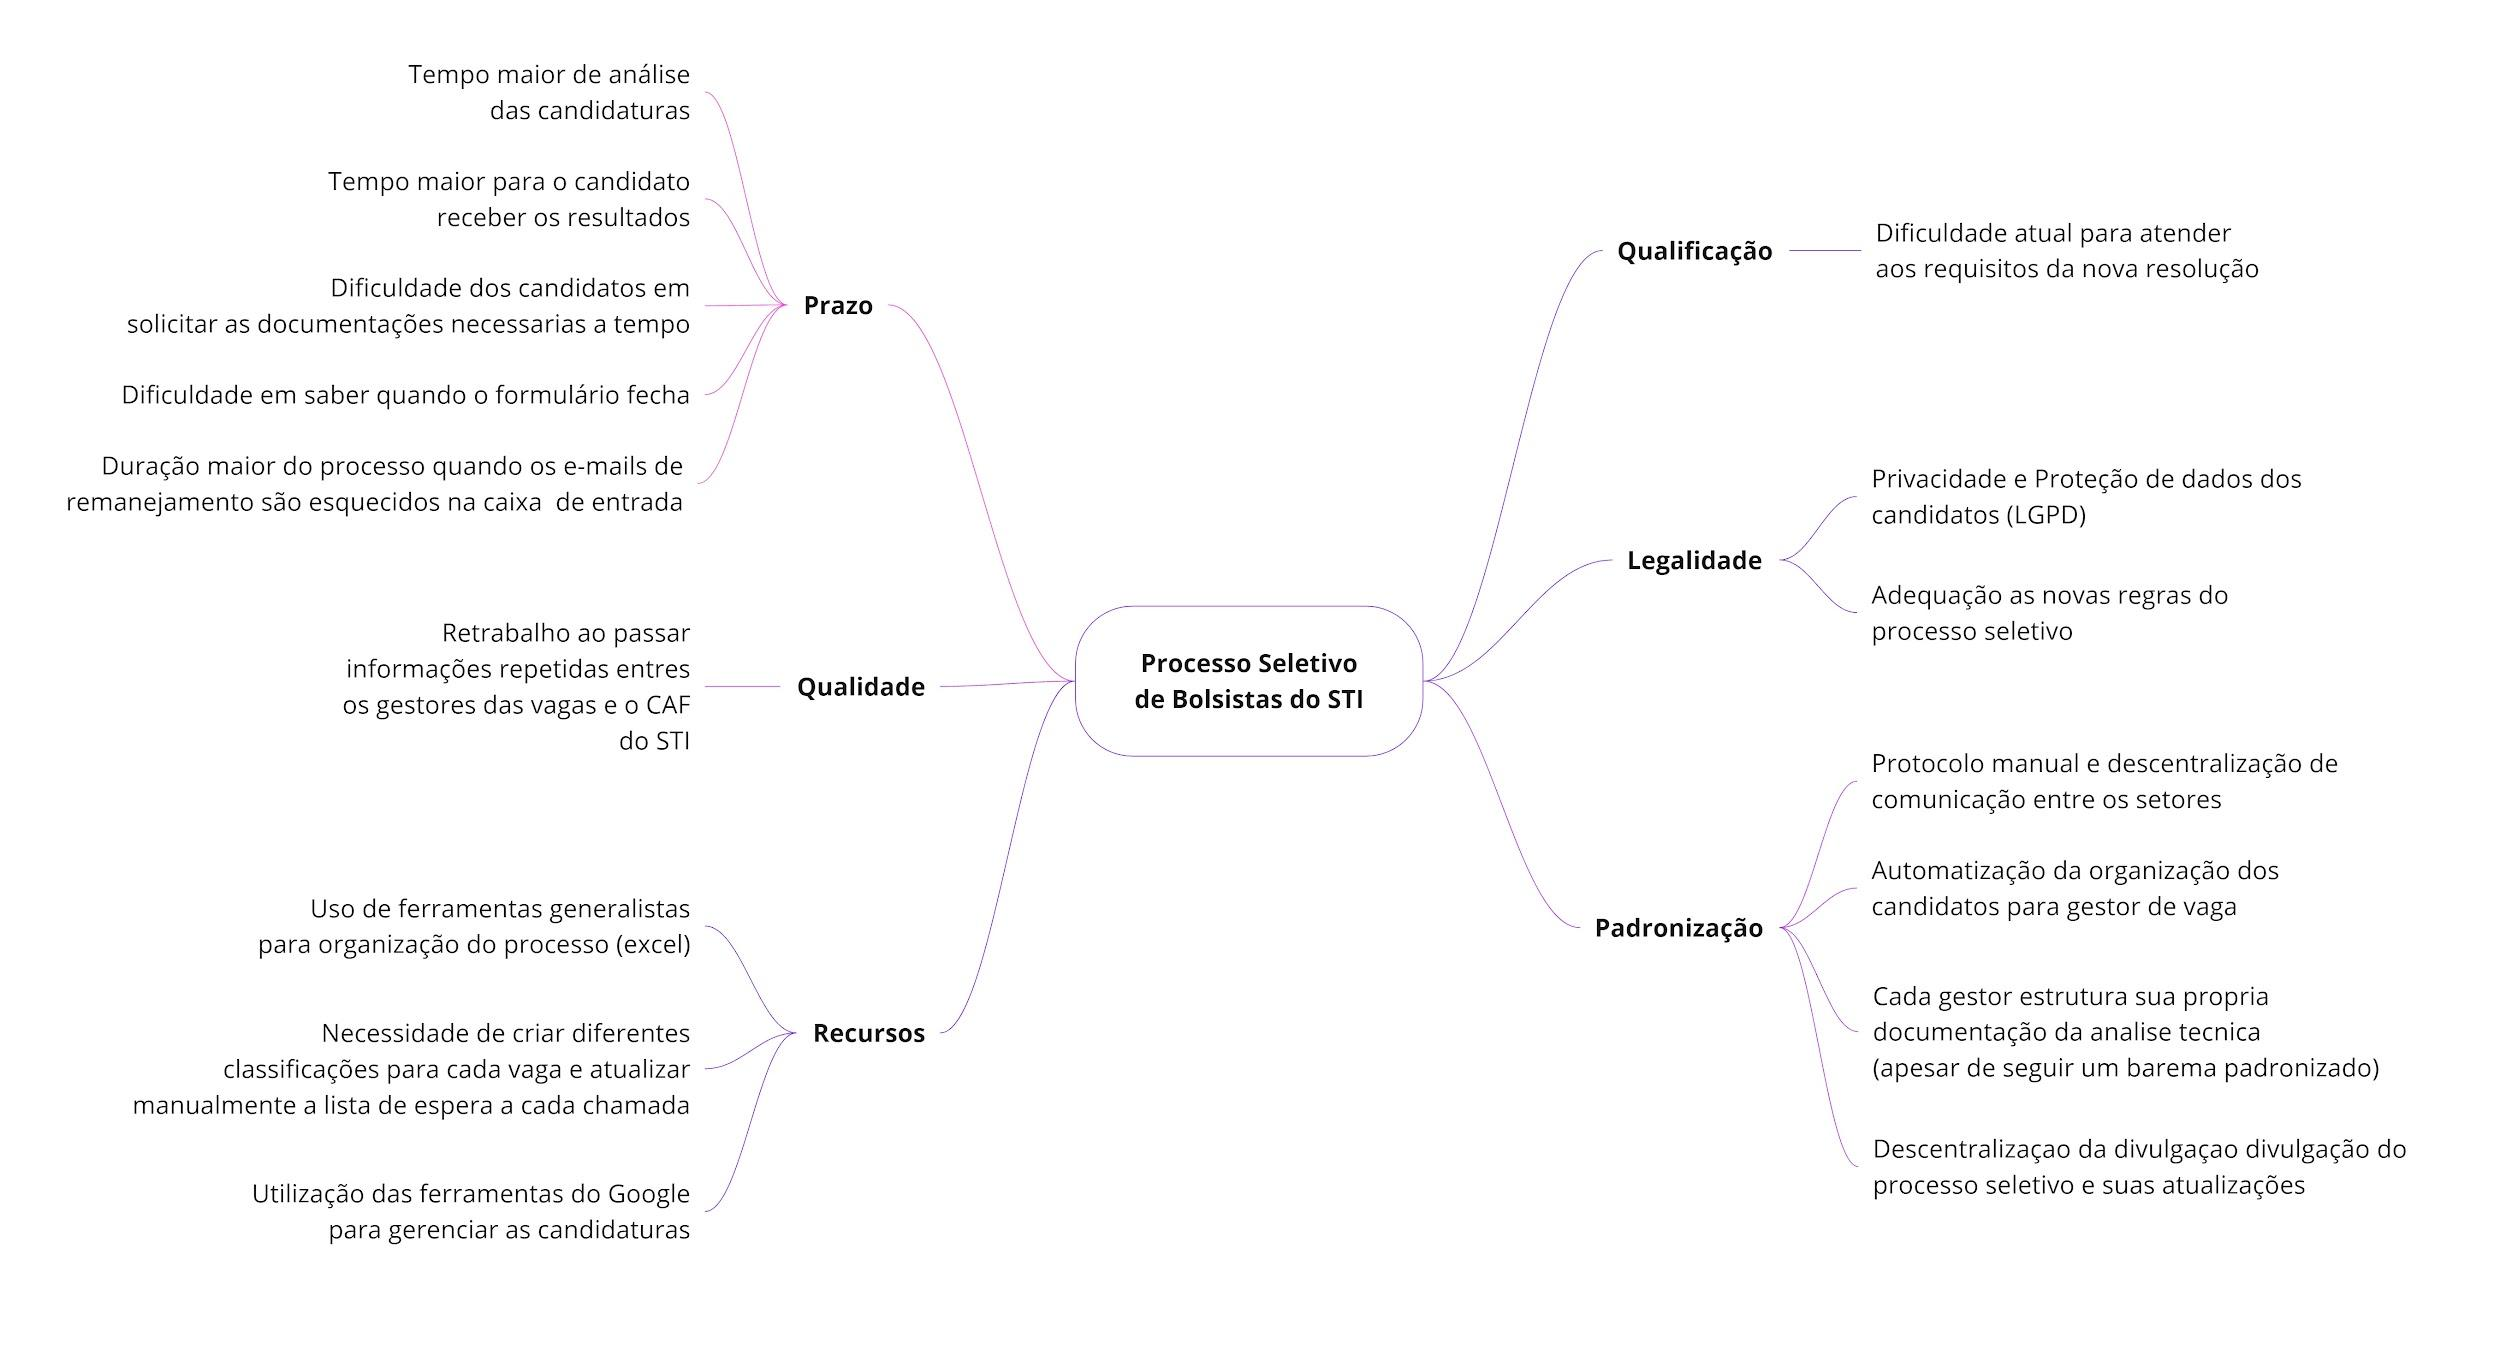 Tempo maior de análise
das candidaturas
Tempo maior para o candidato
receber os resultados
Dificuldade dos candidatos em
solicitar as documentações necessarias a tempo
Dificuldade em saber quando o formulário fecha
Duração maior do processo quando os e-mails de
remanejamento são esquecidos na caixa  de entrada
Prazo
Retrabalho ao passar
informações repetidas entres
os gestores das vagas e o CAF
do STI
Qualidade
Uso de ferramentas generalistas
para organização do processo (excel)
Necessidade de criar diferentes
classificações para cada vaga e atualizar
manualmente a lista de espera a cada chamada
Utilização das ferramentas do Google
para gerenciar as candidaturas
Recursos
Processo Seletivo
de Bolsistas do STI
Qualificação
Dificuldade atual para atender
aos requisitos da nova resolução
Legalidade
Privacidade e Proteção de dados dos
candidatos (LGPD)
Adequação as novas regras do
processo seletivo
Padronização
Protocolo manual e descentralização de
comunicação entre os setores
Automatização da organização dos
candidatos para gestor de vaga
Cada gestor estrutura sua propria
documentação da analise tecnica
(apesar de seguir um barema padronizado)
Descentralizaçao da divulgaçao divulgação do
processo seletivo e suas atualizações